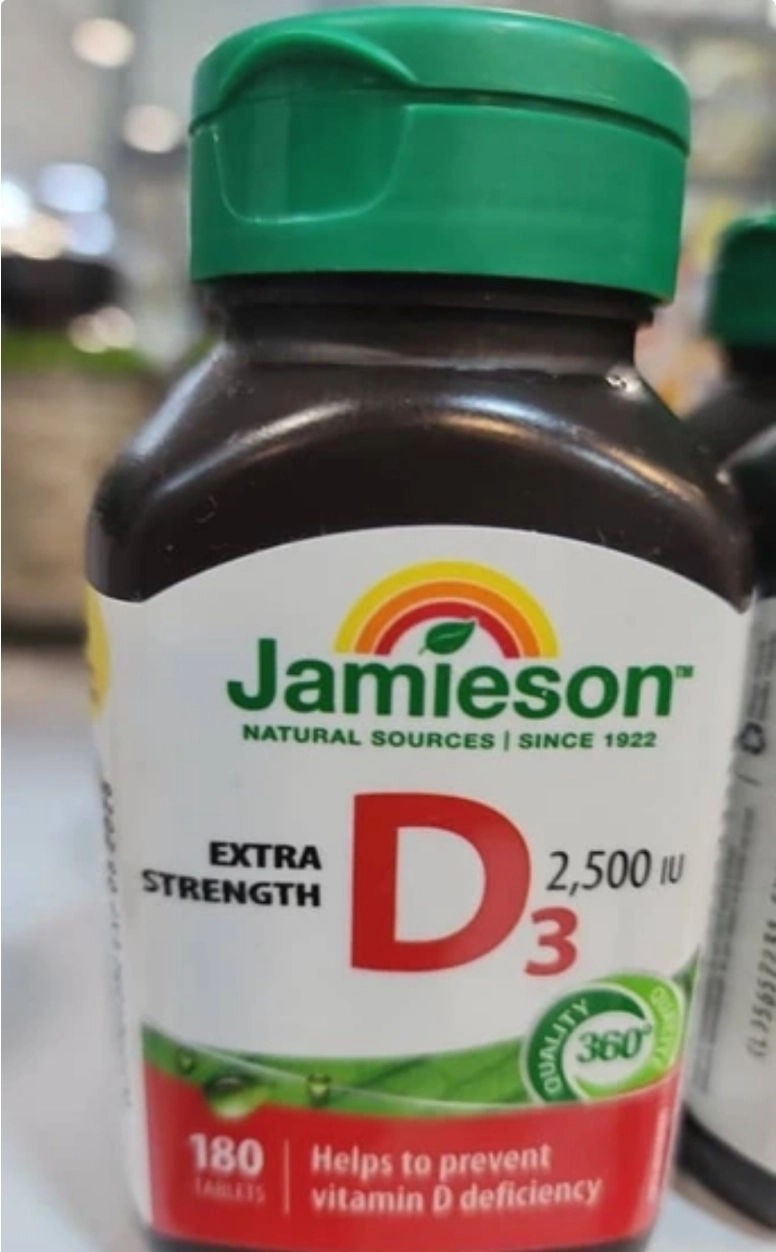 Jamieson™
NATURAL SOURCES | SINCE 1922
EXTRA
STRENGTH
D3
2,500 IU
QUALITY
360°
QUALITY
180
TABLETS
Helps to prevent
vitamin D deficiency